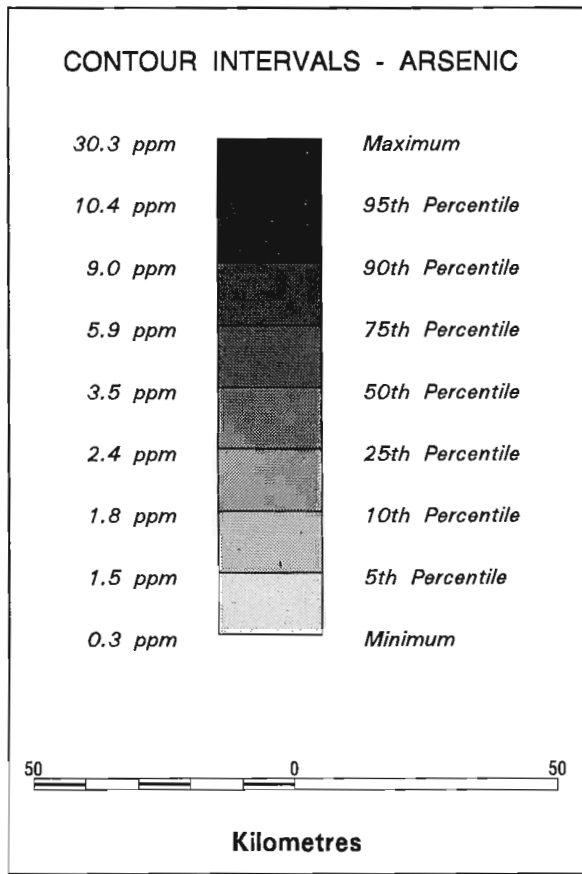 CONTOUR INTERVALS - ARSENIC
30.3 ppm Maximum
10.4 ppm 95th Percentile
9.0 ppm 90th Percentile
5.9 ppm 75th Percentile
3.5 ppm 50th Percentile
2.4 ppm 25th Percentile
1.8 ppm 10th Percentile
1.5 ppm 5th Percentile
0.3 ppm Minimum
50 0 50
Kilometres